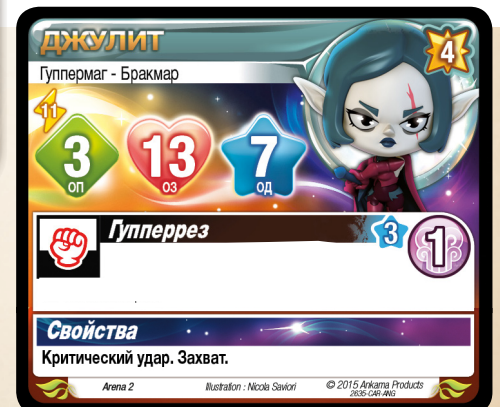 ДЖУЛИТ
4
Гуппермаг - Бракмар
11
3
ОП
13
ОЗ
7
ОД
Гупперрез
3
1
Свойства
Критический удар. Захват.
Arena 2 Illustration : Nicola Saviori © 2015 Ankama Products
2635-CAR-ANG